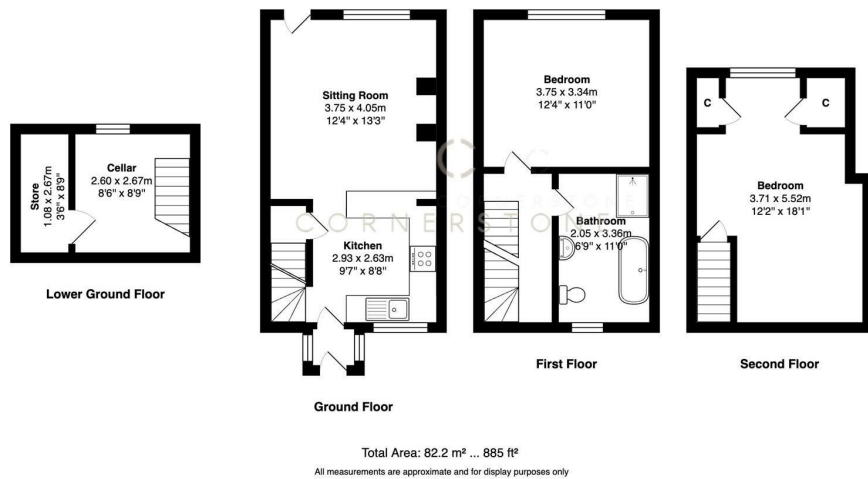 Store
1.08 x 2.67m
3'6" x 8'9"
Cellar
2.60 x 2.67m
8'6" x 8'9"
Lower Ground Floor
Sitting Room
3.75 x 4.05m
12'4" x 13'3"
Kitchen
2.93 x 2.63m
9'7" x 8'8"
Ground Floor
Bedroom
3.75 x 3.34m
12'4" x 11'0"
Bathroom
2.05 x 3.36m
6'9" x 11'0"
First Floor
C
C
Bedroom
3.71 x 5.52m
12'2" x 18'1"
Second Floor
CORNERSTONE
Total Area: 82.2 m² ... 885 ft²
All measurements are approximate and for display purposes only